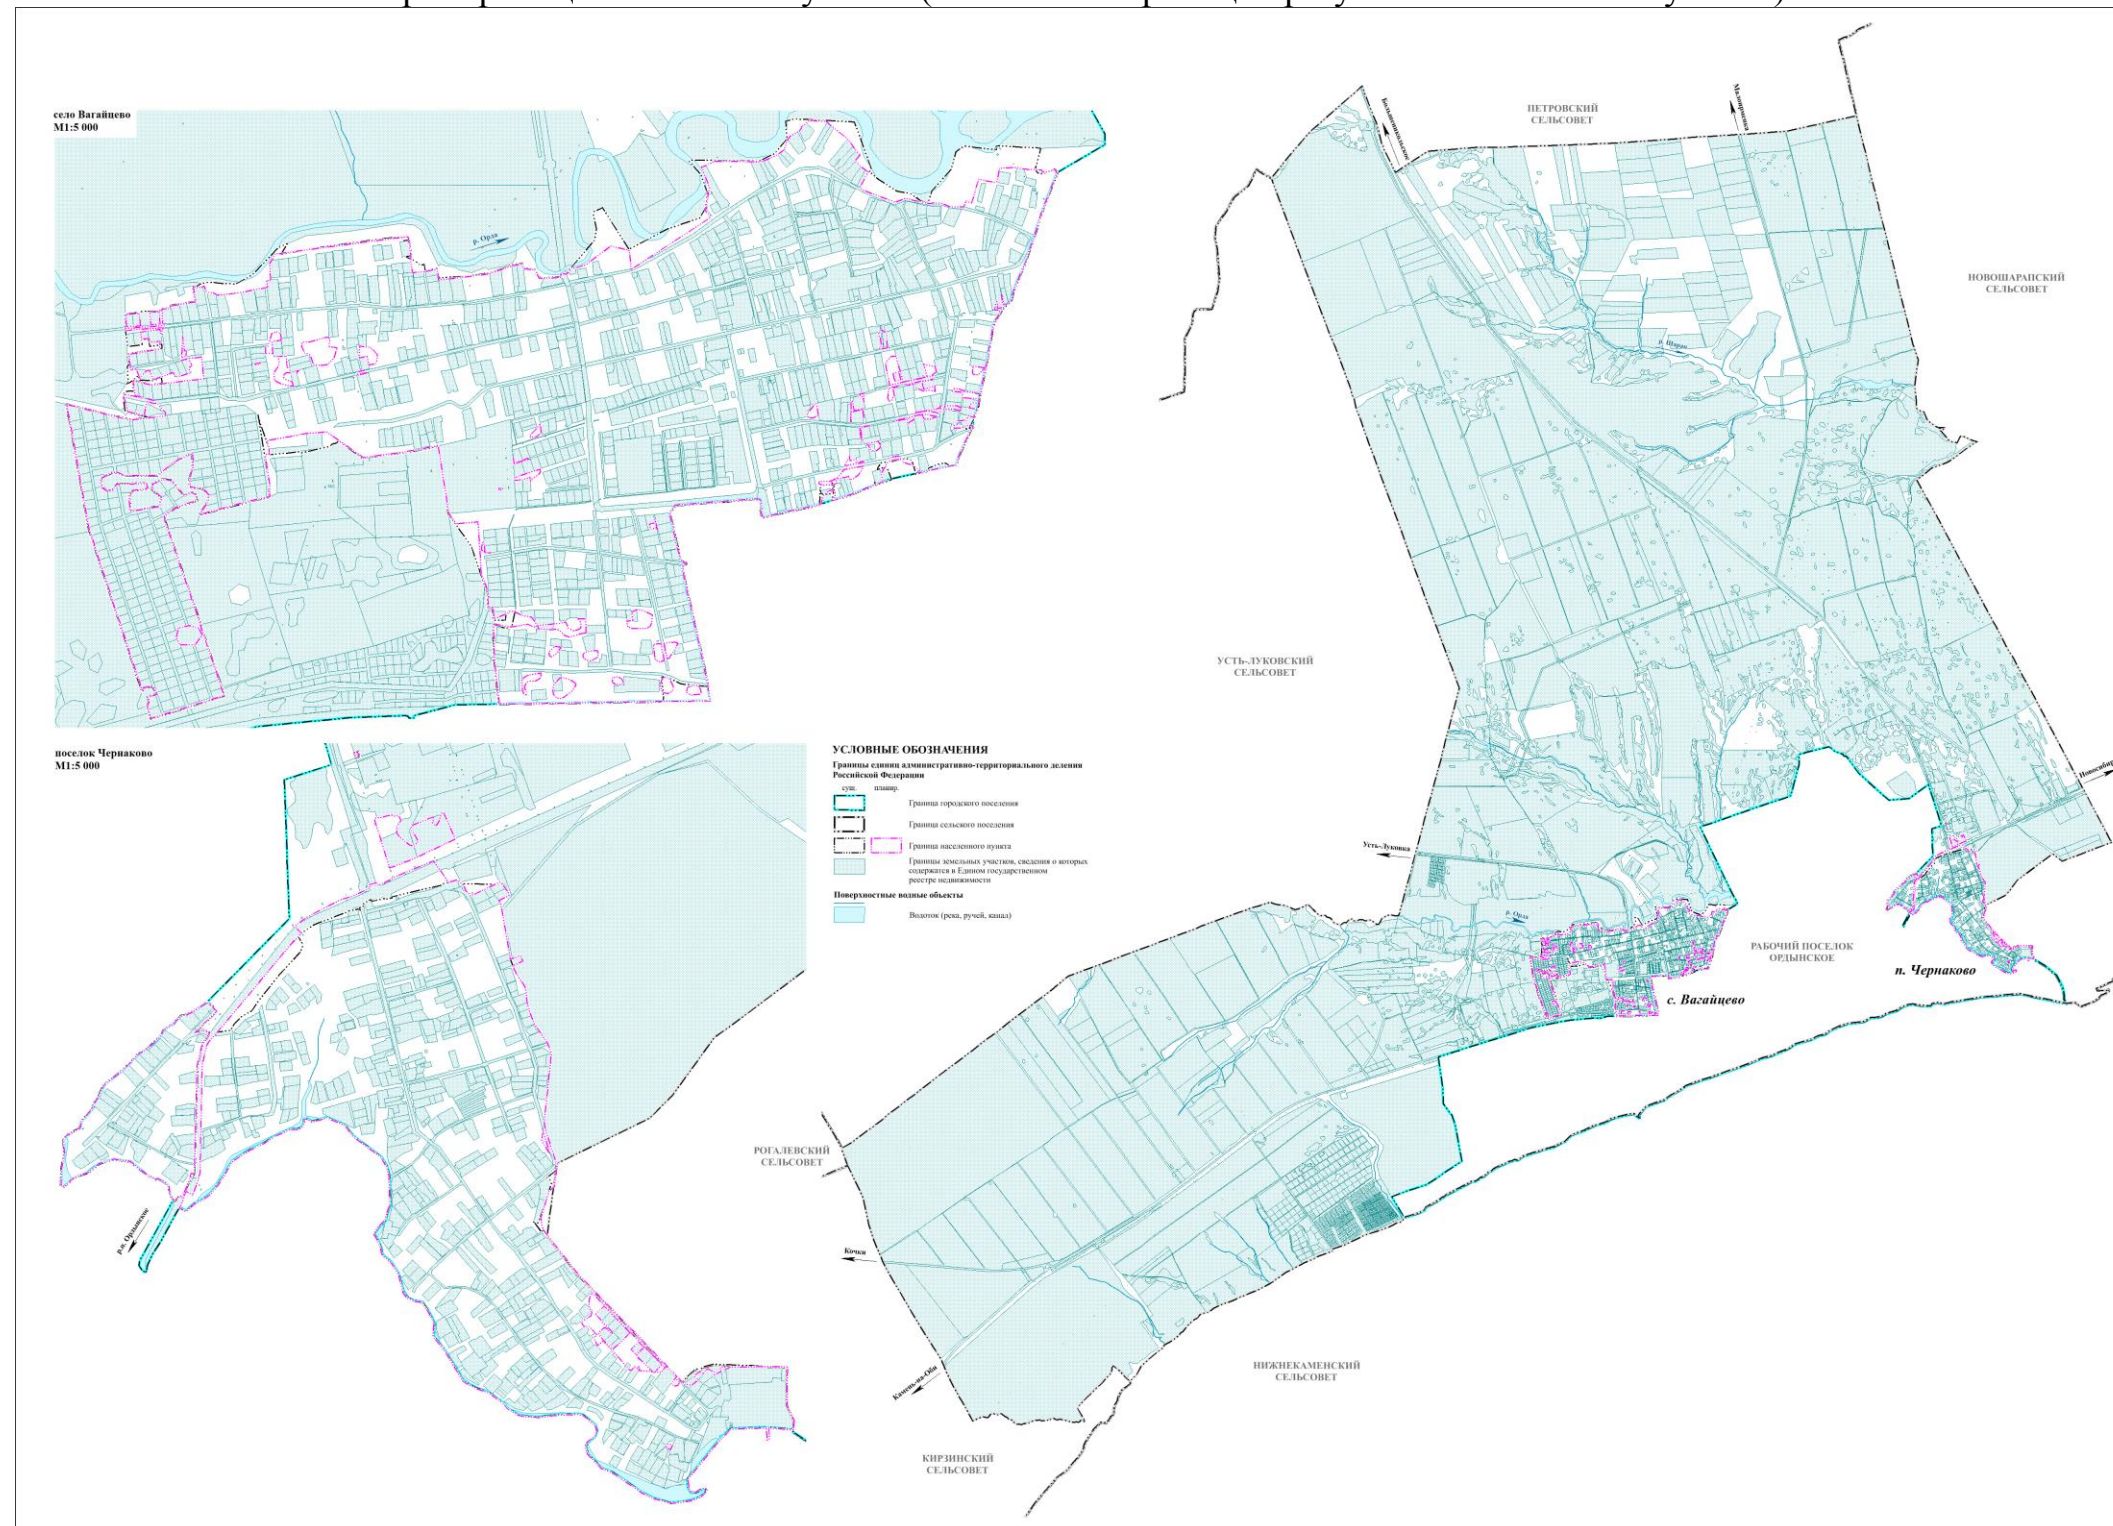 село Вагайцево
М1:5 000
р. Орда
поселок Чернаково
М1:5 000
р.п. Ордынское
УСЛОВНЫЕ ОБОЗНАЧЕНИЯ
Границы единиц административно-территориального деления
Российской Федерации
сущ. планир.
Граница городского поселения
Граница сельского поселения
Граница населенного пункта
Границы земельных участков, сведения о которых
содержатся в Едином государственном
реестре недвижимости
Поверхностные водные объекты
Водоток (река, ручей, канал)
ПЕТРОВСКИЙ
СЕЛЬСОВЕТ
НОВОШАРАПСКИЙ
СЕЛЬСОВЕТ
р. Шарап
УСТЬ-ЛУКОВСКИЙ
СЕЛЬСОВЕТ
Усть-Луковка
р. Орда
РАБОЧИЙ ПОСЕЛОК
ОРДЫНСКОЕ
п. Чернаково
с. Вагайцево
РОГАЛЕВСКИЙ
СЕЛЬСОВЕТ
Кочки
Камень-на-Оби
НИЖНЕКАМЕНСКИЙ
СЕЛЬСОВЕТ
КИРЗИНСКИЙ
СЕЛЬСОВЕТ